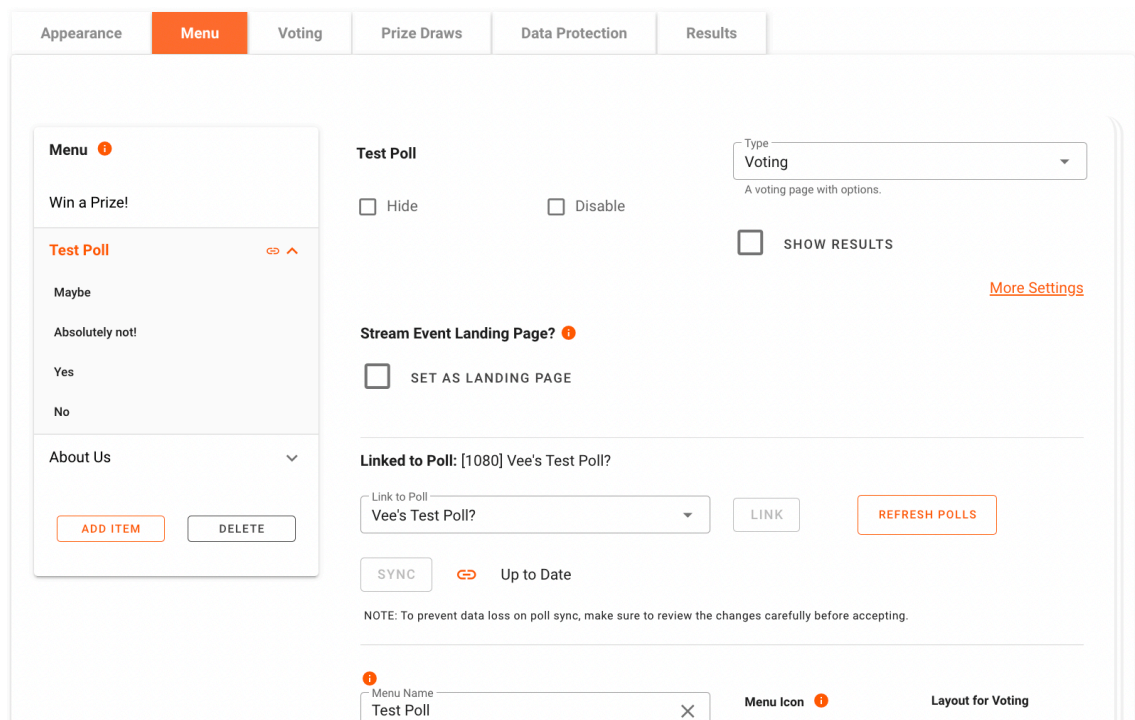 Appearance
Menu
Voting
Prize Draws
Data Protection
Results
Menu
Win a Prize!
Test Poll
Maybe
Absolutely not!
Yes
No
About Us
ADD ITEM
DELETE
Test Poll
Hide
Disable
Type
Voting
A voting page with options.
SHOW RESULTS
More Settings
Stream Event Landing Page?
SET AS LANDING PAGE
Linked to Poll: [1080] Vee's Test Poll?
Link to Poll
Vee's Test Poll?
LINK
REFRESH POLLS
SYNC
Up to Date
NOTE: To prevent data loss on poll sync, make sure to review the changes carefully before accepting.
Menu Name
Test Poll
Menu Icon
Layout for Voting